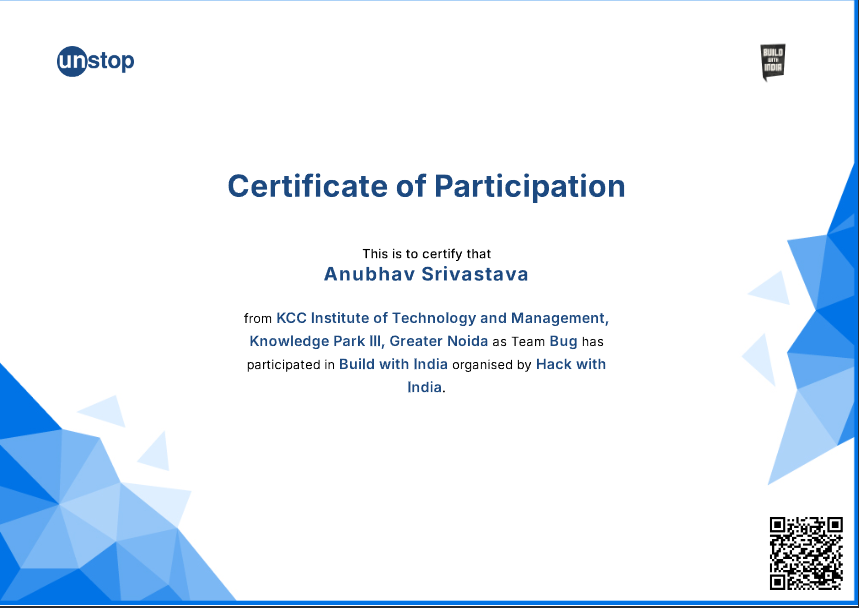 unstop
BUILD
WITH
INDIA
Certificate of Participation
This is to certify that
Anubhav Srivastava
from KCC Institute of Technology and Management,
Knowledge Park III, Greater Noida as Team Bug has
participated in Build with India organised by Hack with
India.